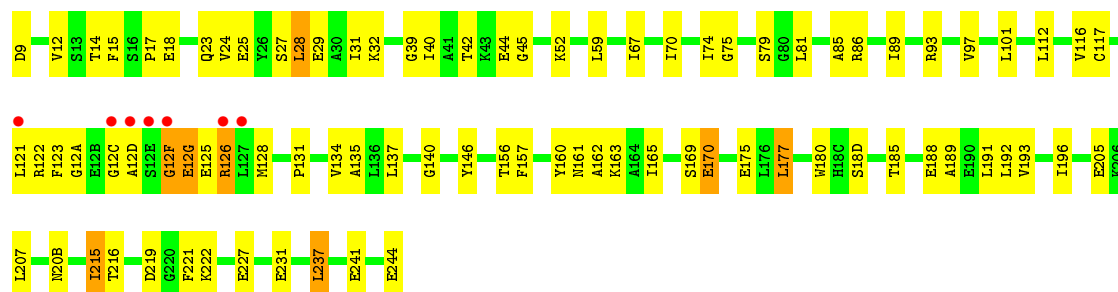 D9 V12 S13 T14 F15 S16 P17 E18 Q23 V24 E25 Y26 S27 L28 E29 A30 I31 K32 G39 I40 A41 T42 K43 E44 G45 K52 L59 I67 I70 I74 G75 S79 G80 L81 A85 R86 I89 R93 V97 L101 L112 V116 C117
L121 R122 F123 G12A E12B G12C A12D S12E G12F E12G E125 R126 L127 M128 P131 V134 A135 L136 L137 G140 Y146 T156 F157 Y160 N161 A162 K163 A164 I165 S169 E170 E175 L176 L177 W180 H18C S18D T185 E188 A189 E190 L191 L192 V193 I196 E205 K206
L207 N20B I215 T216 D219 G220 F221 K222 E227 E231 L237 E241 E244